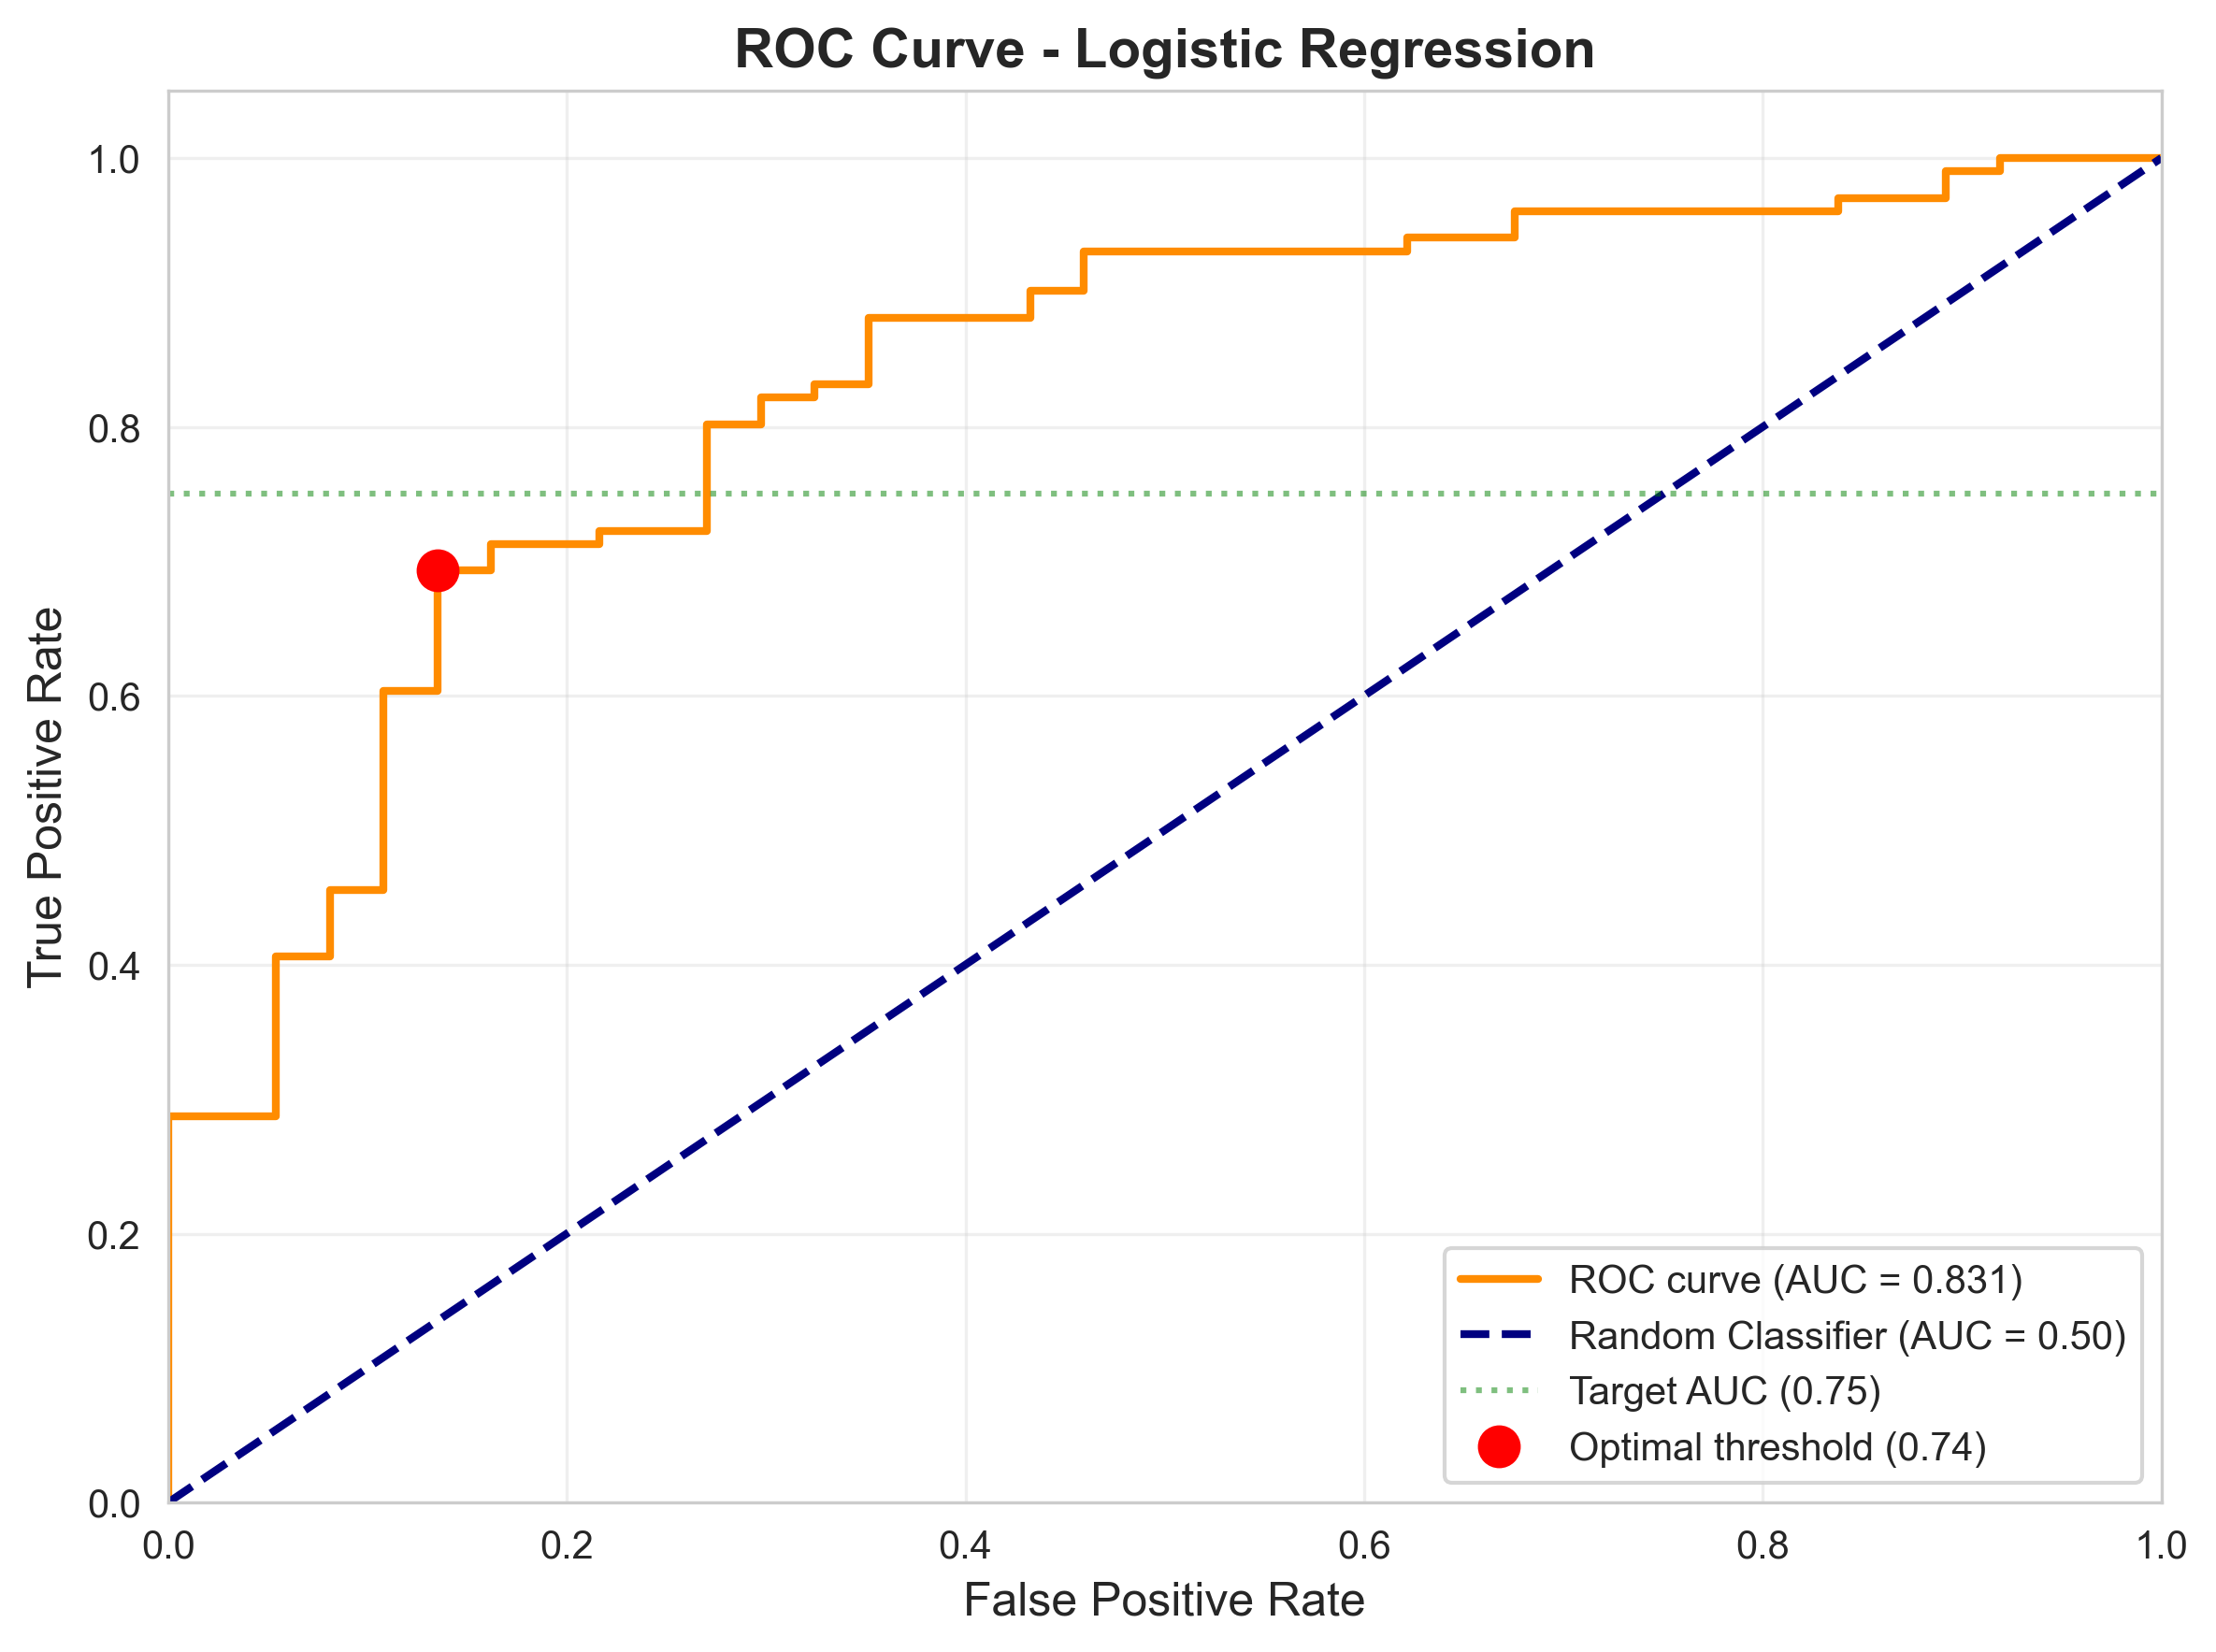 ROC Curve - Logistic Regression
True Positive Rate
1.0
0.8
0.6
0.4
0.2
0.0
0.0 0.2 0.4 0.6 0.8 1.0
False Positive Rate
ROC curve (AUC = 0.831)
Random Classifier (AUC = 0.50)
Target AUC (0.75)
Optimal threshold (0.74)